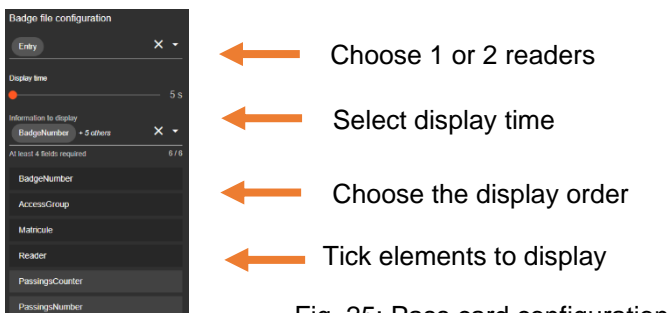 Badge file configuration
Entry
Choose 1 or 2 readers
Display time
5 s
Select display time
Information to display
BadgeNumber + 5 others
At least 4 fields required 6 / 6
BadgeNumber
Choose the display order
AccessGroup
Matricule
Reader
Tick elements to display
PassingsCounter
PassingsNumber
Fig. 35: Pass card configuration